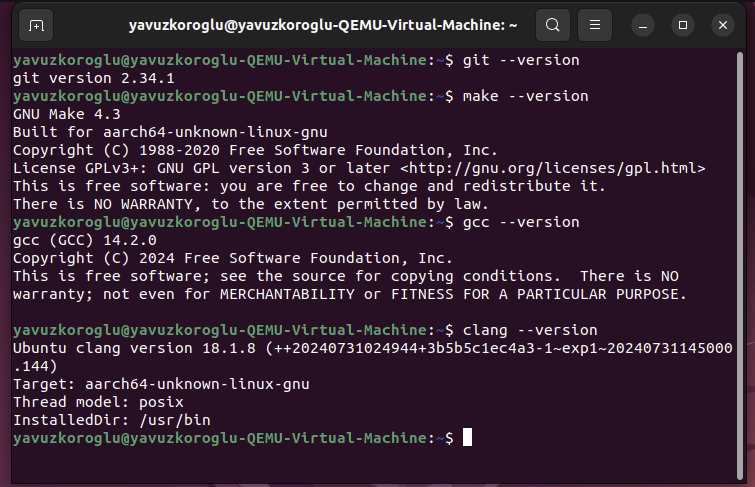 yavuzkoroglu@yavuzkoroglu-QEMU-Virtual-Machine: ~
yavuzkoroglu@yavuzkoroglu-QEMU-Virtual-Machine:~$ git --version
git version 2.34.1
yavuzkoroglu@yavuzkoroglu-QEMU-Virtual-Machine:~$ make --version
GNU Make 4.3
Built for aarch64-unknown-linux-gnu
Copyright (C) 1988-2020 Free Software Foundation, Inc.
License GPLv3+: GNU GPL version 3 or later <http://gnu.org/licenses/gpl.html>
This is free software: you are free to change and redistribute it.
There is NO WARRANTY, to the extent permitted by law.
yavuzkoroglu@yavuzkoroglu-QEMU-Virtual-Machine:~$ gcc --version
gcc (GCC) 14.2.0
Copyright (C) 2024 Free Software Foundation, Inc.
This is free software; see the source for copying conditions.  There is NO
warranty; not even for MERCHANTABILITY or FITNESS FOR A PARTICULAR PURPOSE.
yavuzkoroglu@yavuzkoroglu-QEMU-Virtual-Machine:~$ clang --version
Ubuntu clang version 18.1.8 (++20240731024944+3b5b5c1ec4a3-1~exp1~20240731145000
.144)
Target: aarch64-unknown-linux-gnu
Thread model: posix
InstalledDir: /usr/bin
yavuzkoroglu@yavuzkoroglu-QEMU-Virtual-Machine:~$